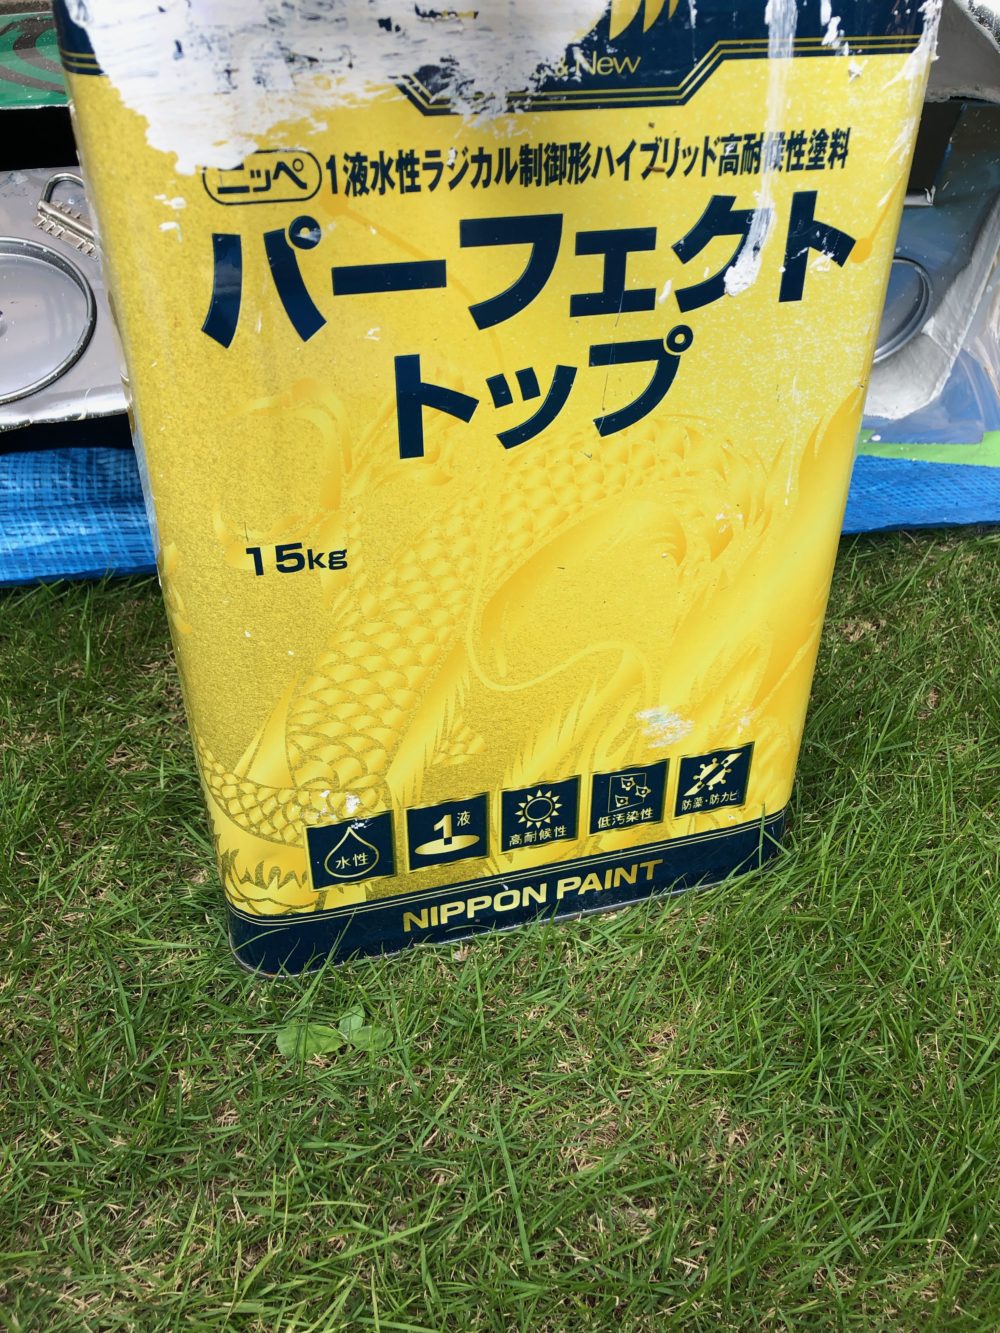 & New
ニッペ 1液水性ラジカル制御形ハイブリッド高耐候性塗料
パーフェクト
トップ
15kg
水性
1液
高耐候性
低汚染性
防藻・防カビ
NIPPON PAINT